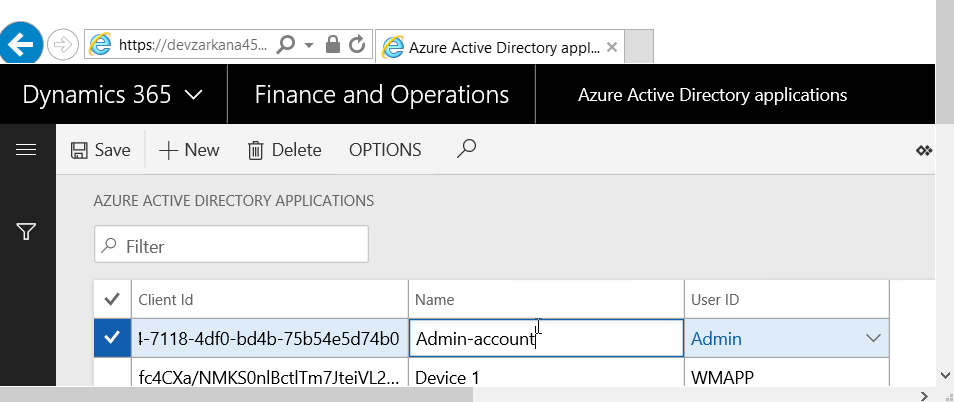 https://devzarkana45...
Azure Active Directory appl...
Dynamics 365
Finance and Operations
Azure Active Directory applications
Save
New
Delete
OPTIONS
AZURE ACTIVE DIRECTORY APPLICATIONS
Filter
Client Id Name User ID
4-7118-4df0-bd4b-75b54e5d74b0 Admin-account Admin
fc4CXa/NMKS0nlBctlTm7JteiVL2... Device 1 WMAPP